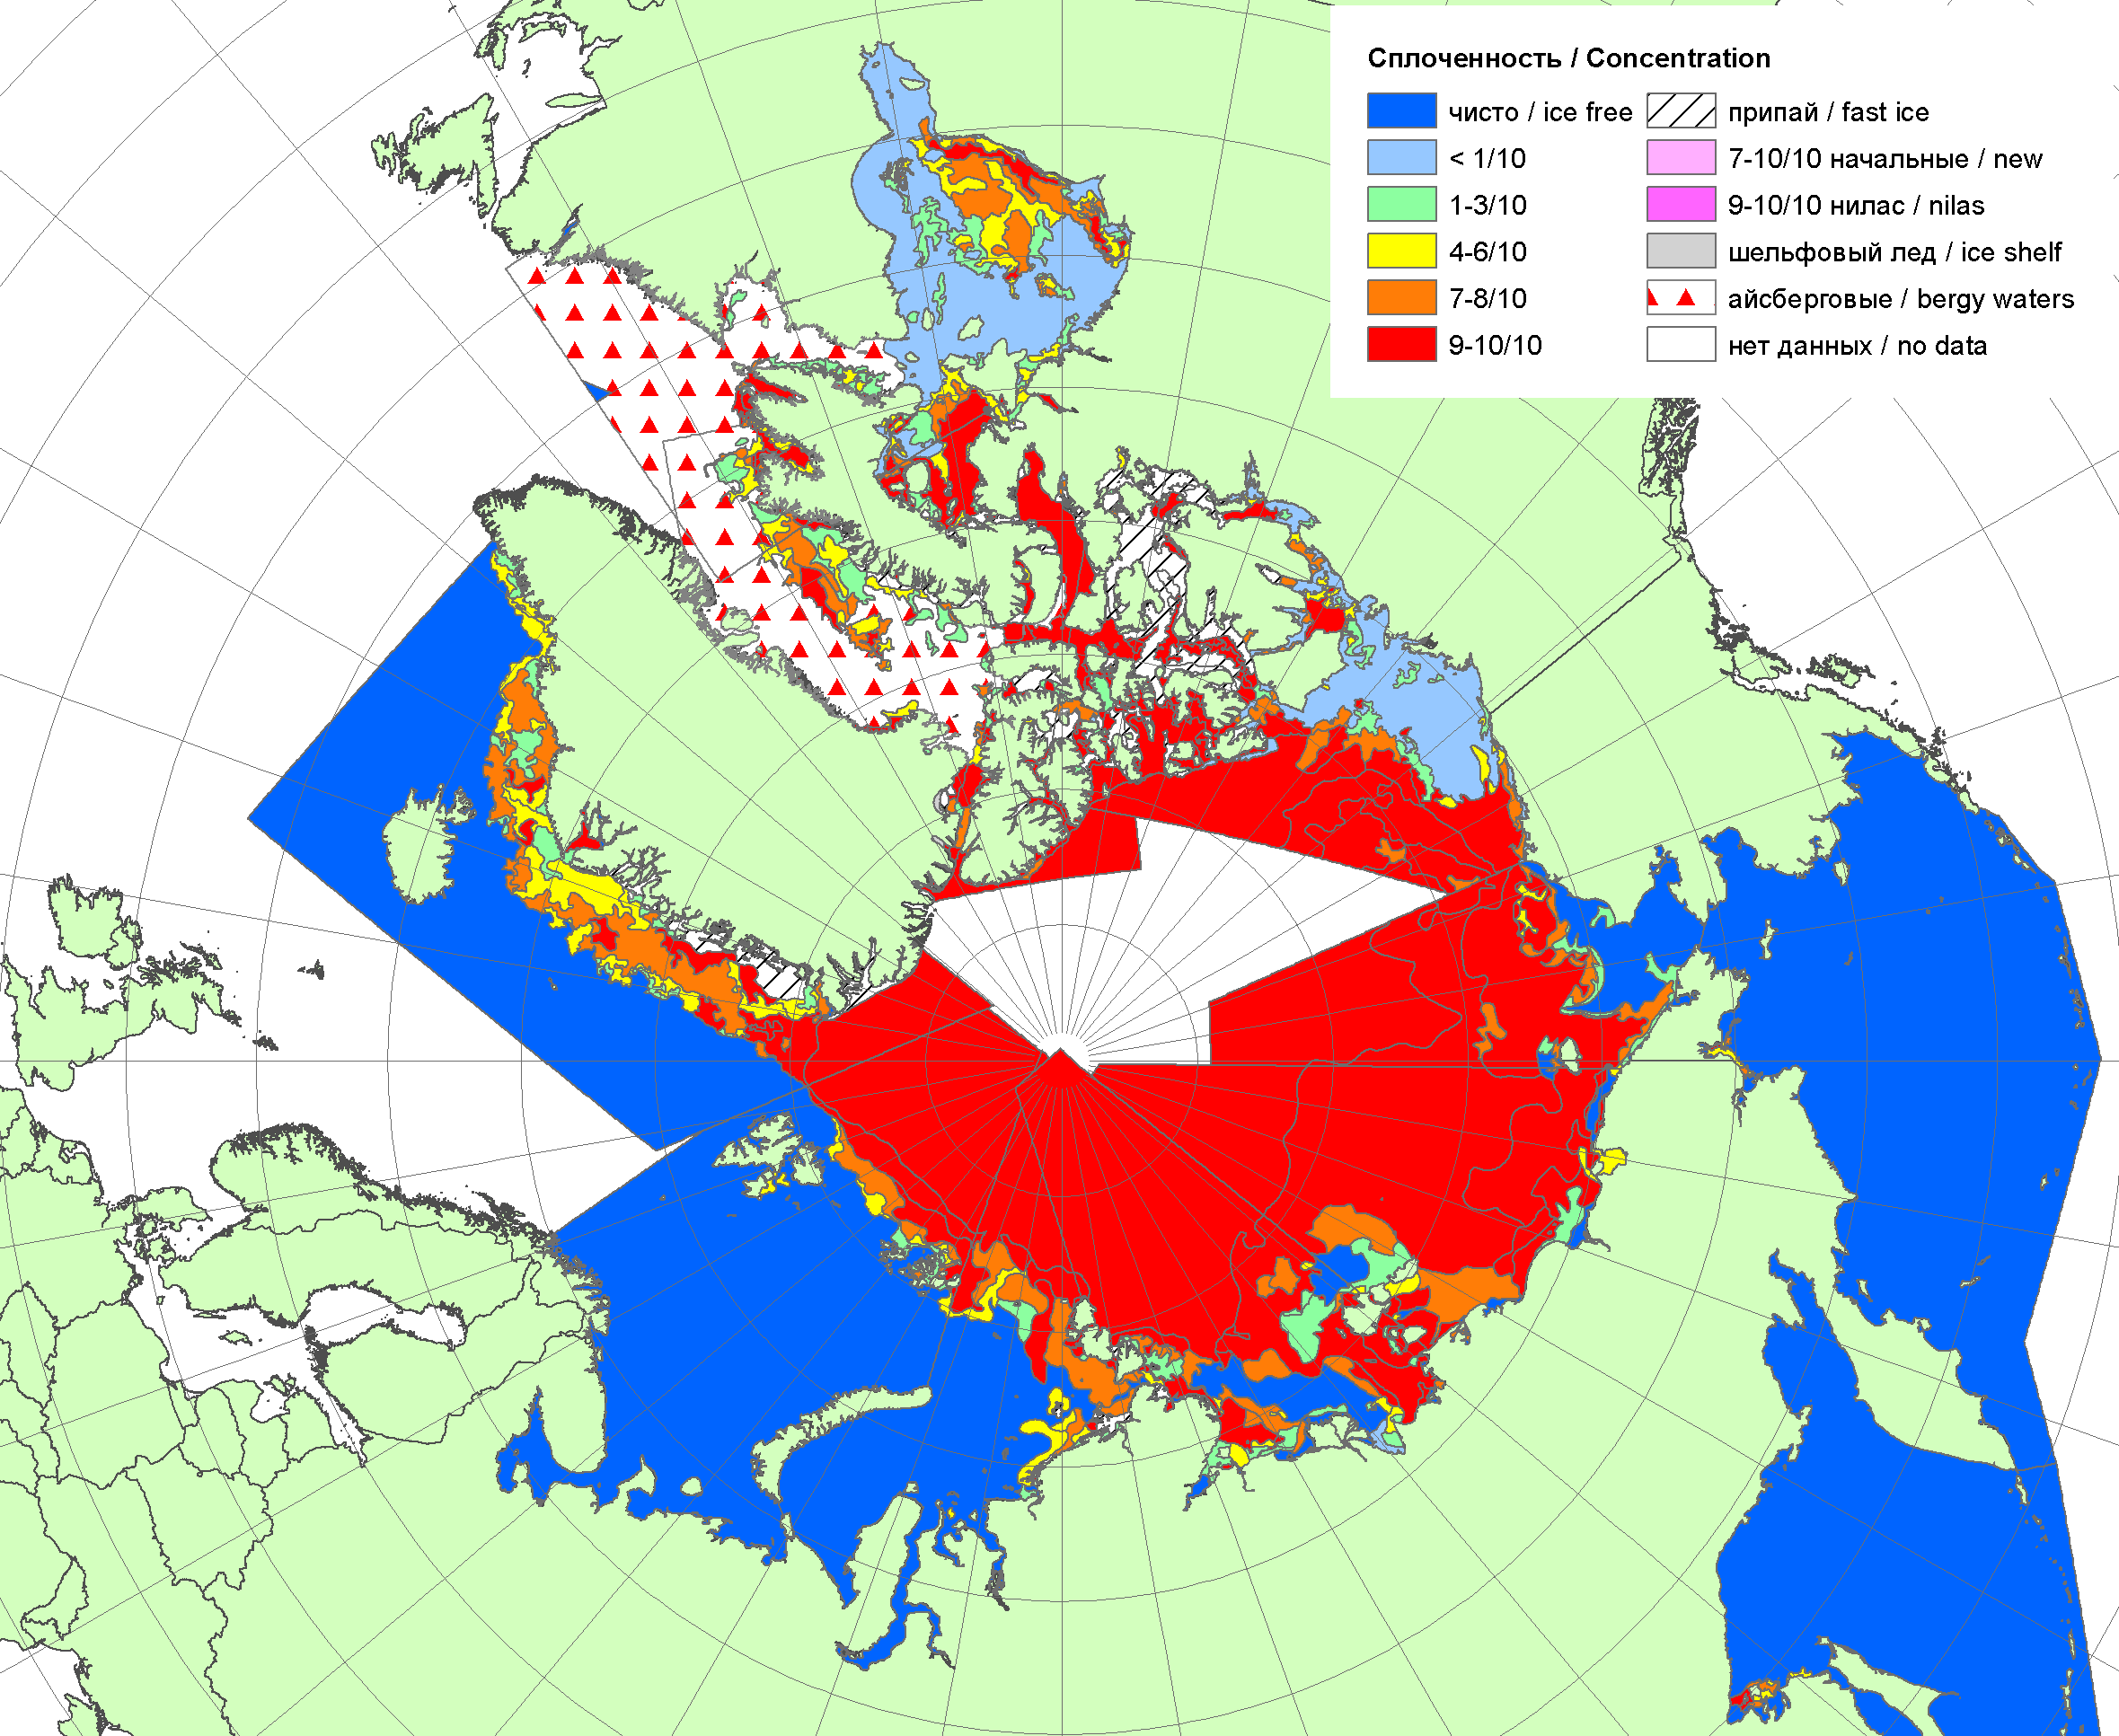 Сплоченность / Concentration
чисто / ice free
< 1/10
1-3/10
4-6/10
7-8/10
9-10/10
припай / fast ice
7-10/10 начальные / new
9-10/10 нилас / nilas
шельфовый лед / ice shelf
айсберговые / bergy waters
нет данных / no data